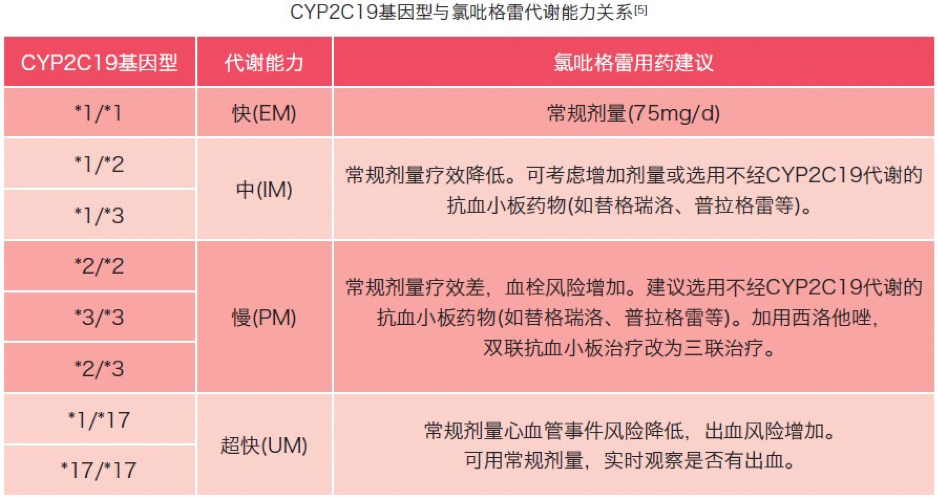 CYP2C19基因型与氯吡格雷代谢能力关系[5]
CYP2C19基因型 代谢能力 氯吡格雷用药建议
*1/*1 快(EM) 常规剂量(75mg/d)
*1/*2
*1/*3
中(IM)
常规剂量疗效降低。可考虑增加剂量或选用不经CYP2C19代谢的
抗血小板药物(如替格瑞洛、普拉格雷等)。
*2/*2
*3/*3
*2/*3
慢(PM)
常规剂量疗效差，血栓风险增加。建议选用不经CYP2C19代谢的
抗血小板药物(如替格瑞洛、普拉格雷等)。加用西洛他唑，
双联抗血小板治疗改为三联治疗。
*1/*17
*17/*17
超快(UM)
常规剂量心血管事件风险降低，出血风险增加。
可用常规剂量，实时观察是否有出血。